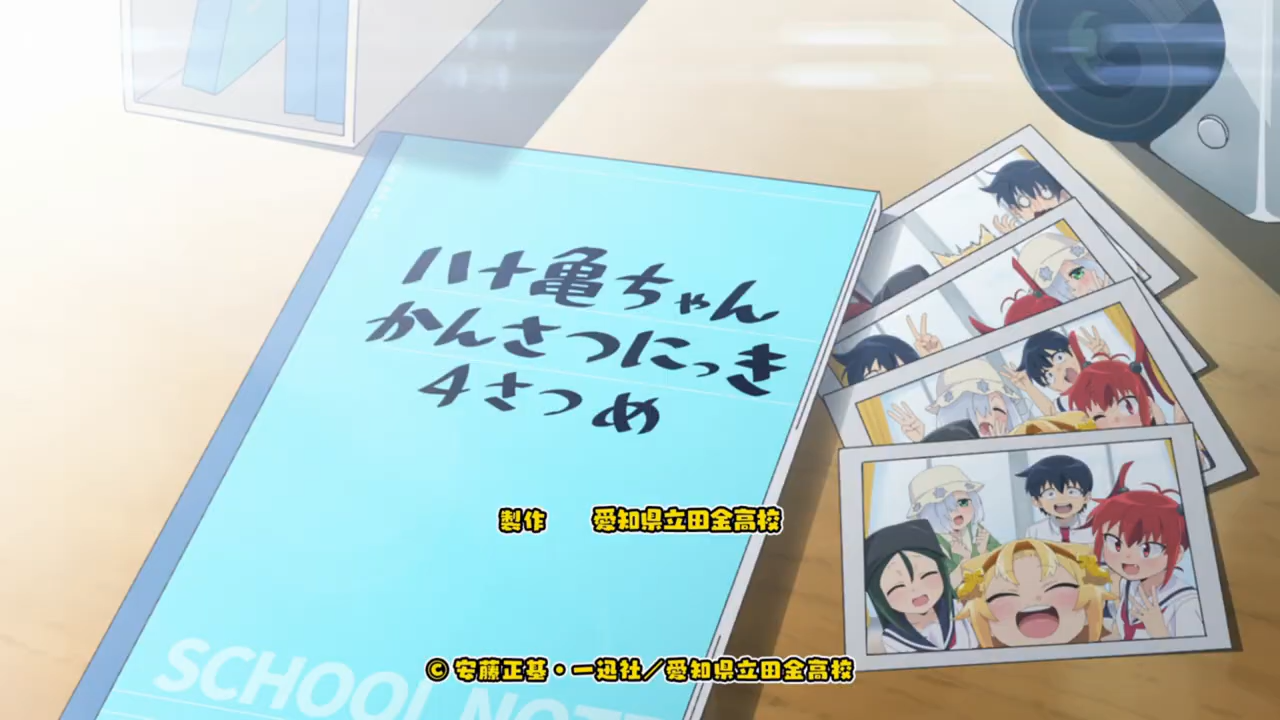 ハナ亀ちゃん
かんさつにっき
4さつめ
製作 愛知県立田金高校
SCHOOL NOTE
© 安藤正基・一迅社／愛知県立田金高校